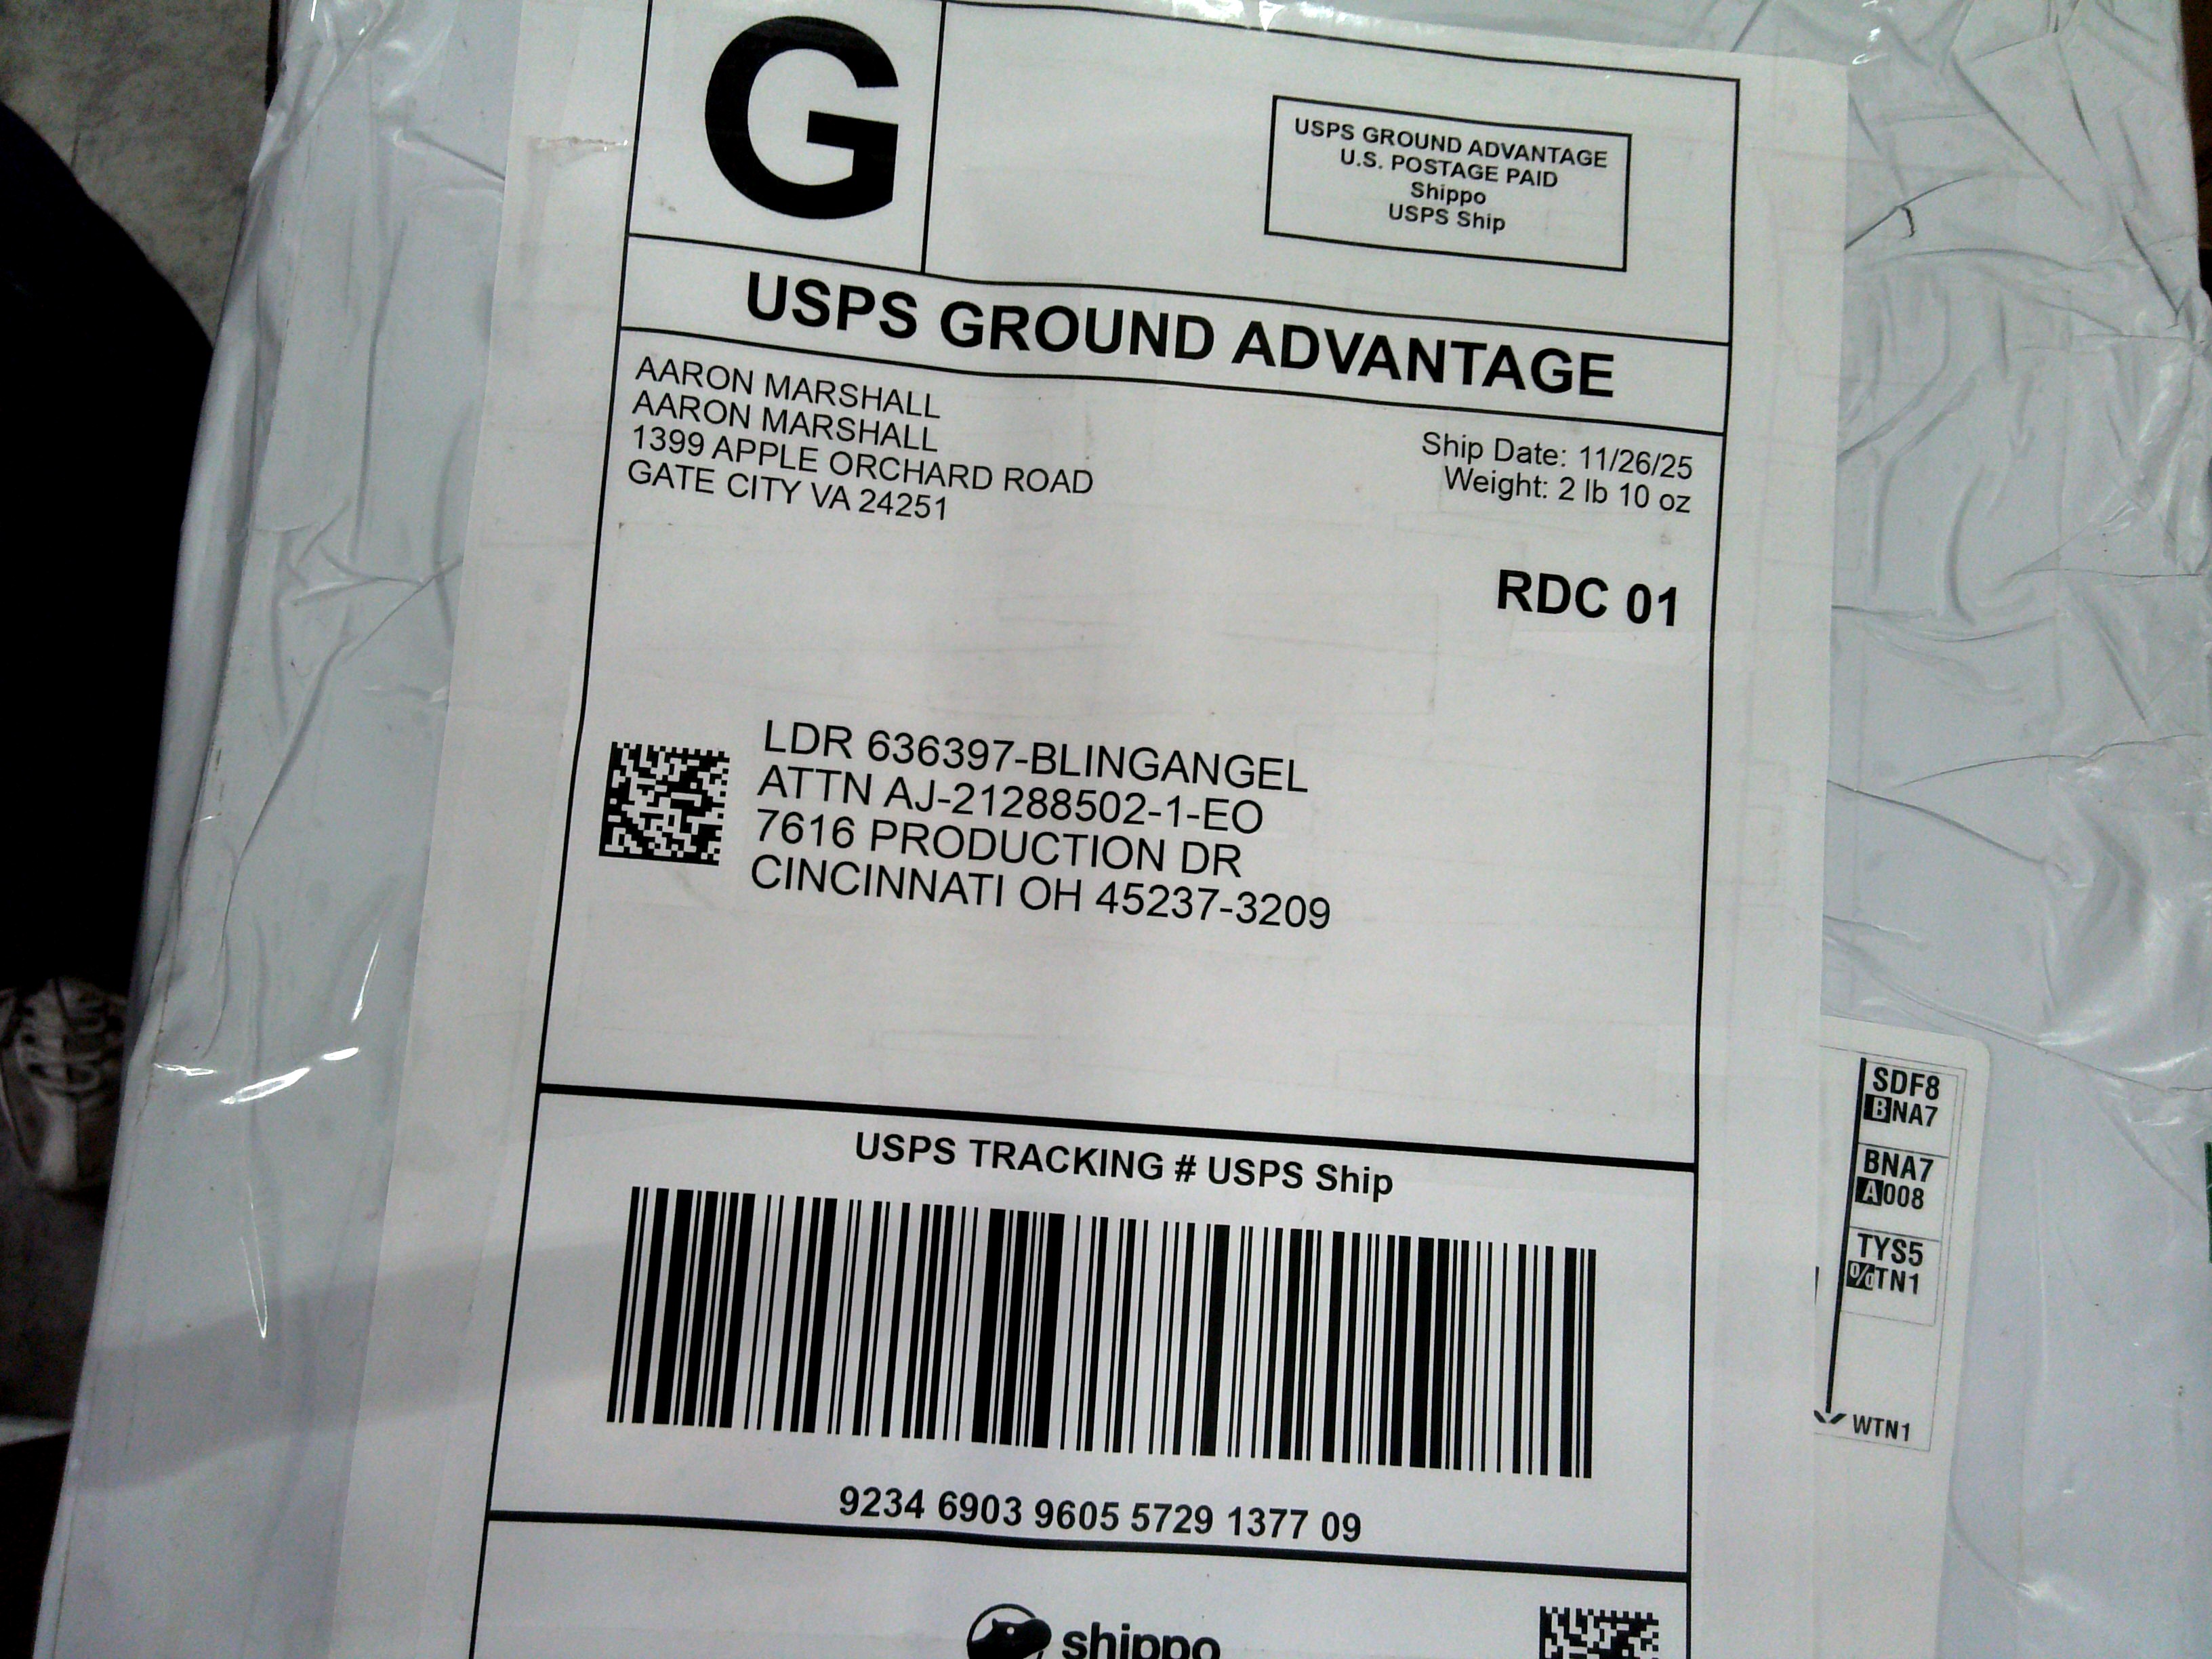 G
USPS GROUND ADVANTAGE
U.S. POSTAGE PAID
Shippo
USPS Ship
USPS GROUND ADVANTAGE
AARON MARSHALL
AARON MARSHALL
1399 APPLE ORCHARD ROAD
GATE CITY VA 24251
Ship Date: 11/26/25
Weight: 2 lb 10 oz
RDC 01
LDR 636397-BLINGANGEL
ATTN AJ-21288502-1-EO
7616 PRODUCTION DR
CINCINNATI OH 45237-3209
USPS TRACKING # USPS Ship
9234 6903 9605 5729 1377 09
shippo
SDF8
BNA7
BNA7
A008
TYS5
%TN1
WTN1